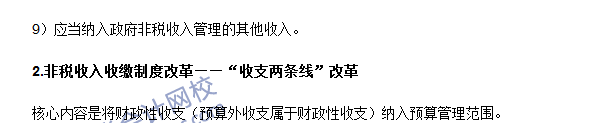 9）应当纳入政府非税收入管理的其他收入。
2.非税收入收缴制度改革——“收支两条线”改革
核心内容是将财政性收支（预算外收支属于财政性收支）纳入预算管理范围。